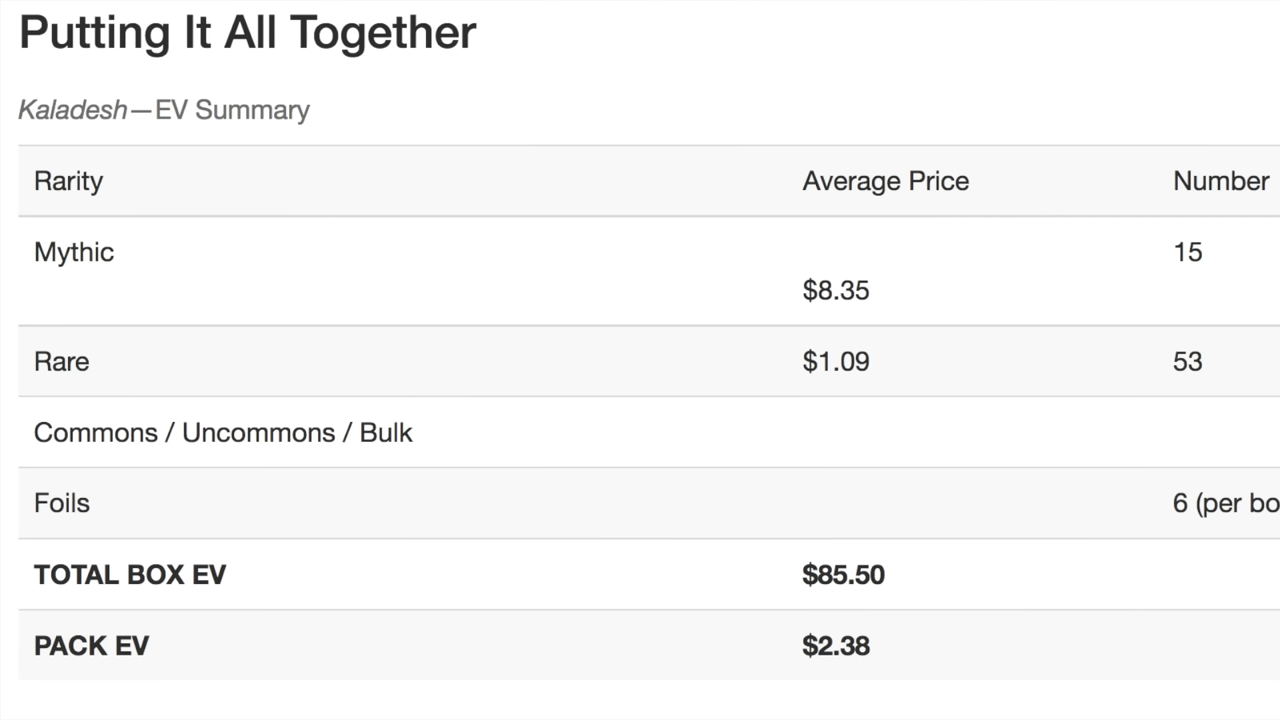 Putting It All Together
Kaladesh—EV Summary
Rarity Average Price Number
Mythic 15
$8.35
Rare $1.09 53
Commons / Uncommons / Bulk
Foils 6 (per bo
TOTAL BOX EV $85.50
PACK EV $2.38